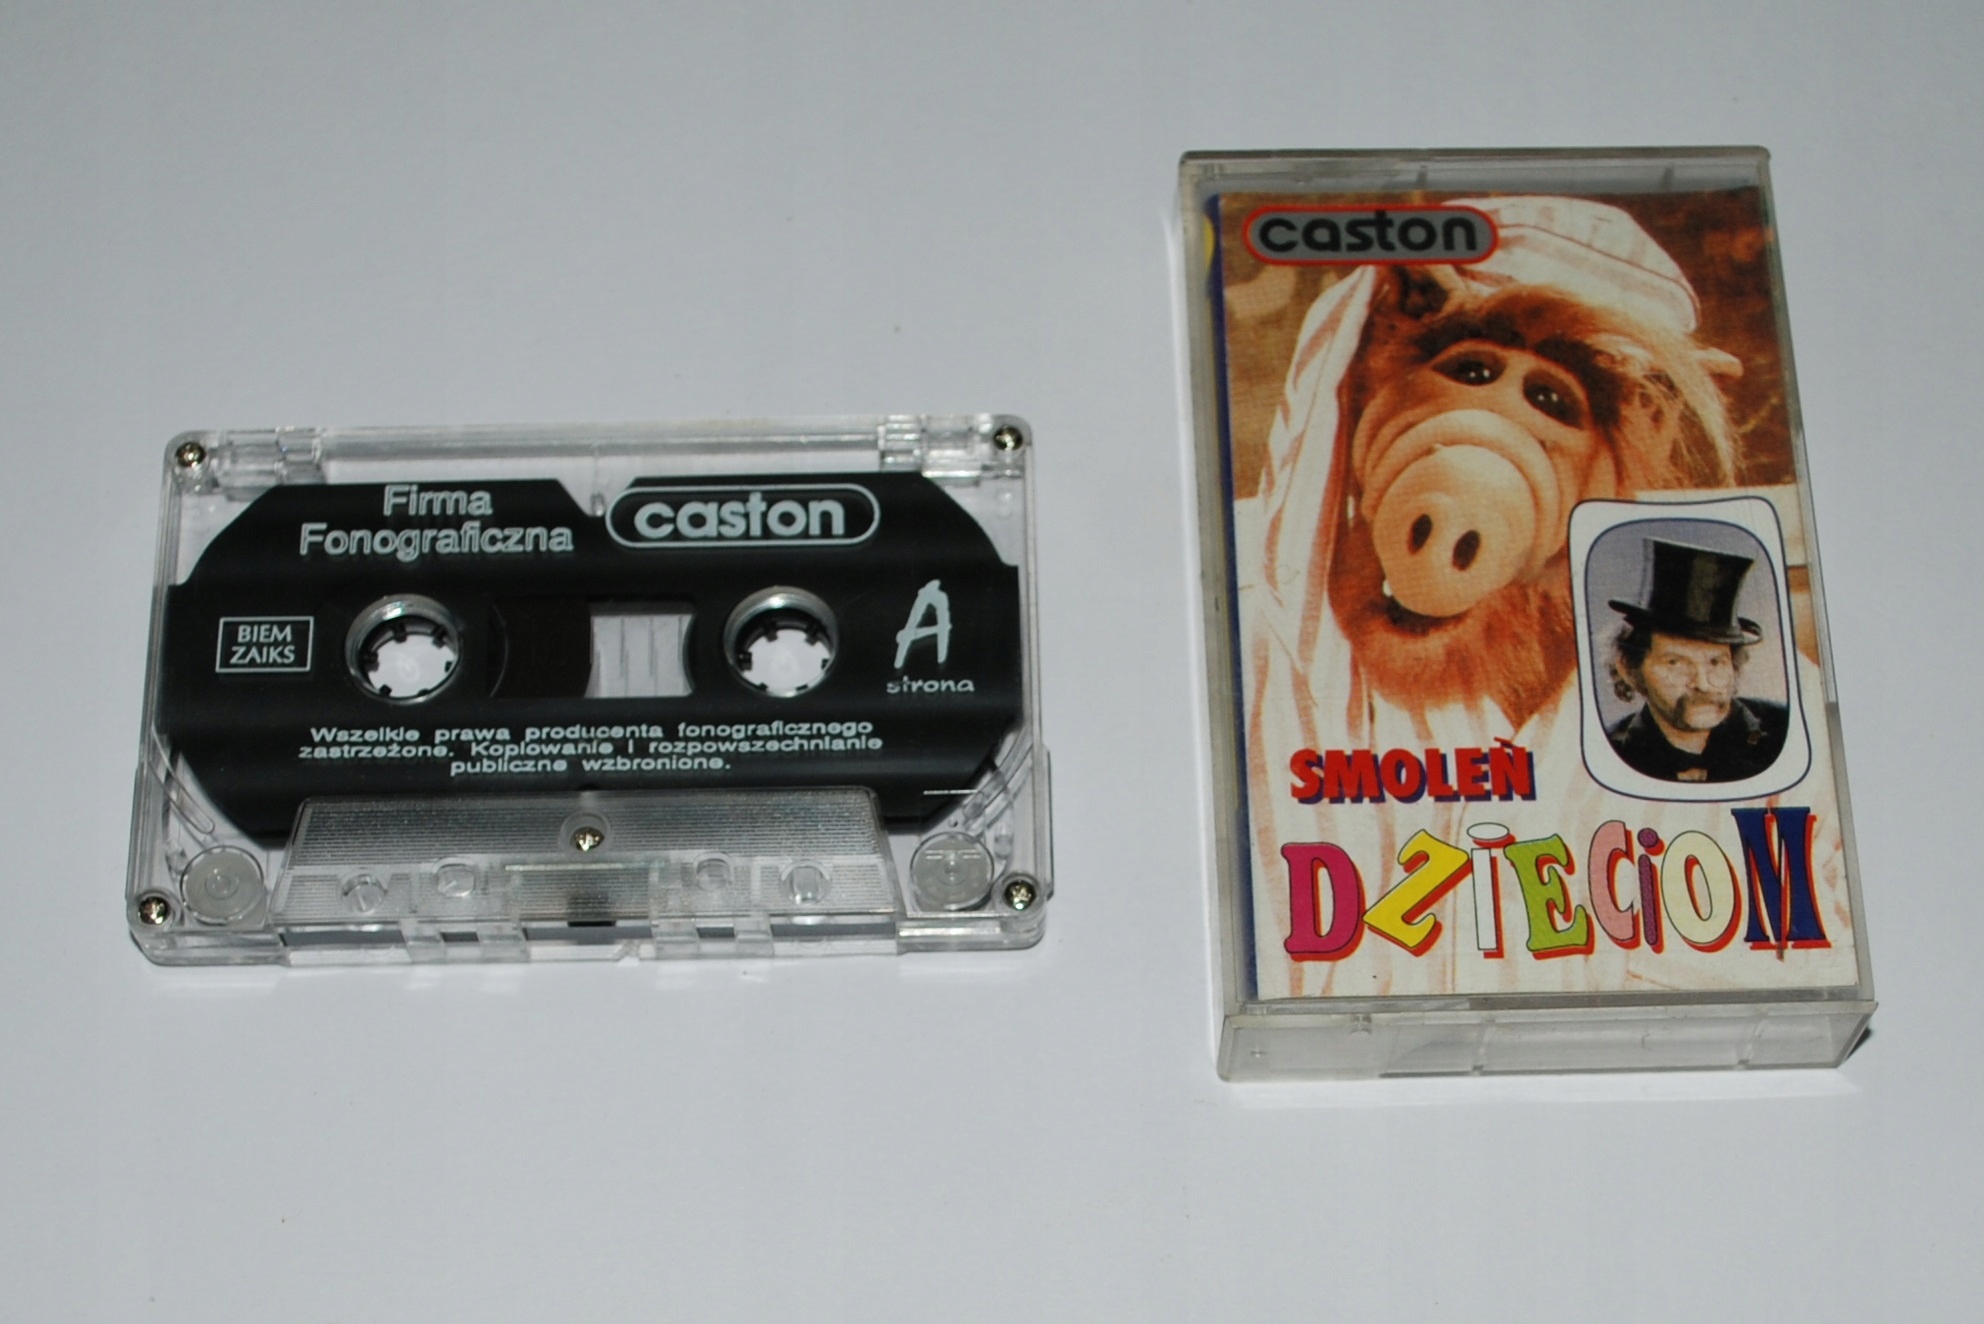 Firma
Fonograficzna
caston
BIEM
ZAIKS
A
strona
Wszelkie prawa producenta fonograficznego
zastrzeżone. Kopiowanie i rozpowszechnianie
publiczne wzbronione.
caston
SMOLEŃ
DZIECIOM